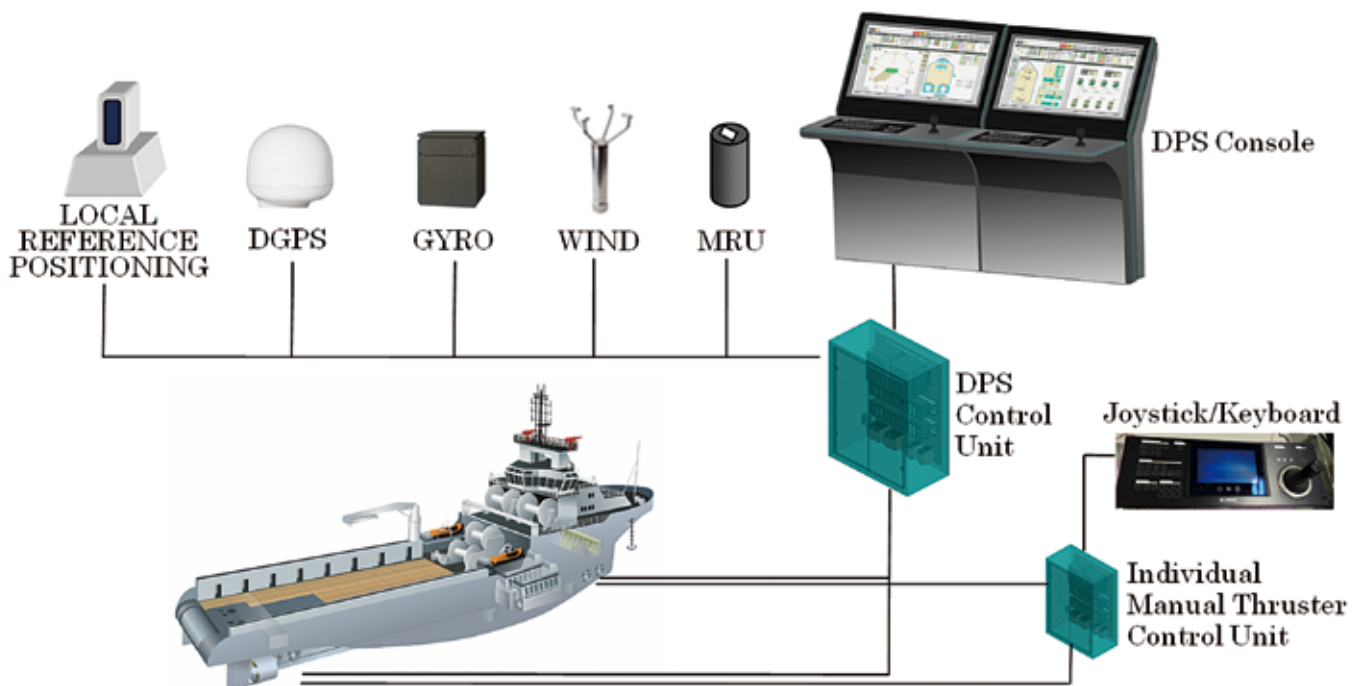 LOCAL
REFERENCE
POSITIONING
DGPS
GYRO
WIND
MRU
DPS Console
DPS
Control
Unit
Joystick/Keyboard
Individual
Manual Thruster
Control Unit